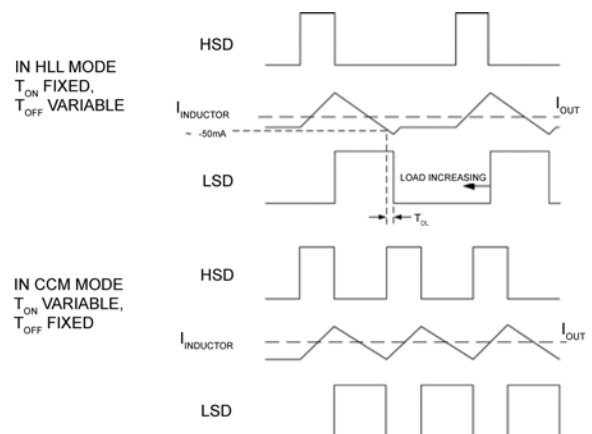 HSD
IN HLL MODE
T_ON FIXED,
T_OFF VARIABLE
I_INDUCTOR
I_OUT
~ -50mA
LSD
LOAD INCREASING
T_DL
HSD
IN CCM MODE
T_ON VARIABLE,
T_OFF FIXED
I_INDUCTOR
I_OUT
LSD